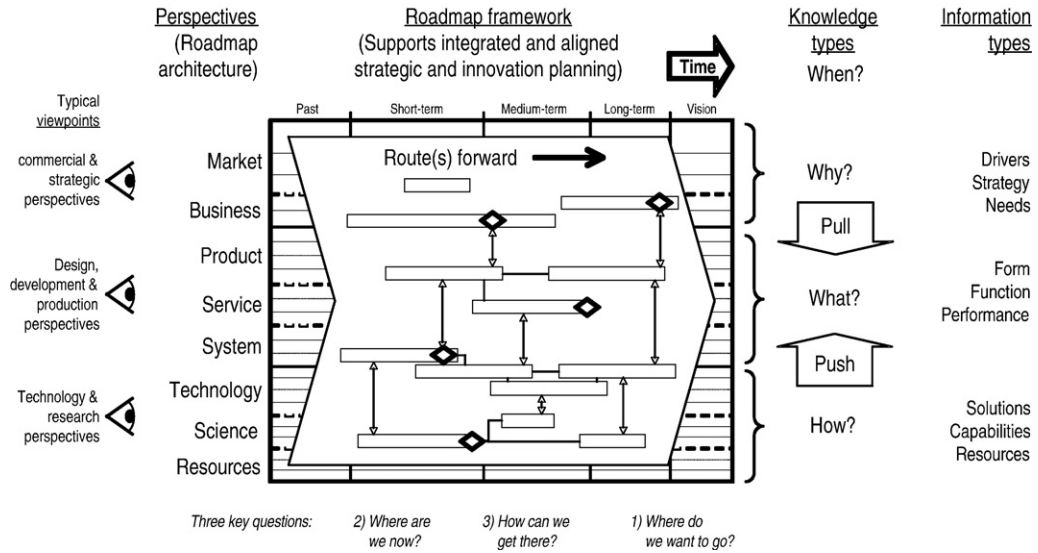 Perspectives
(Roadmap
architecture)
Roadmap framework
(Supports integrated and aligned
strategic and innovation planning)
Time
Knowledge
types
When?
Information
types
Typical
viewpoints
Past
Short-term
Medium-term
Long-term
Vision
commercial &
strategic
perspectives
Market
Business
Route(s) forward
Why?
Drivers
Strategy
Needs
Pull
Design,
development &
production
perspectives
Product
Service
System
What?
Form
Function
Performance
Push
Technology &
research
perspectives
Technology
Science
Resources
How?
Solutions
Capabilities
Resources
Three key questions:
2) Where are
we now?
3) How can we
get there?
1) Where do
we want to go?